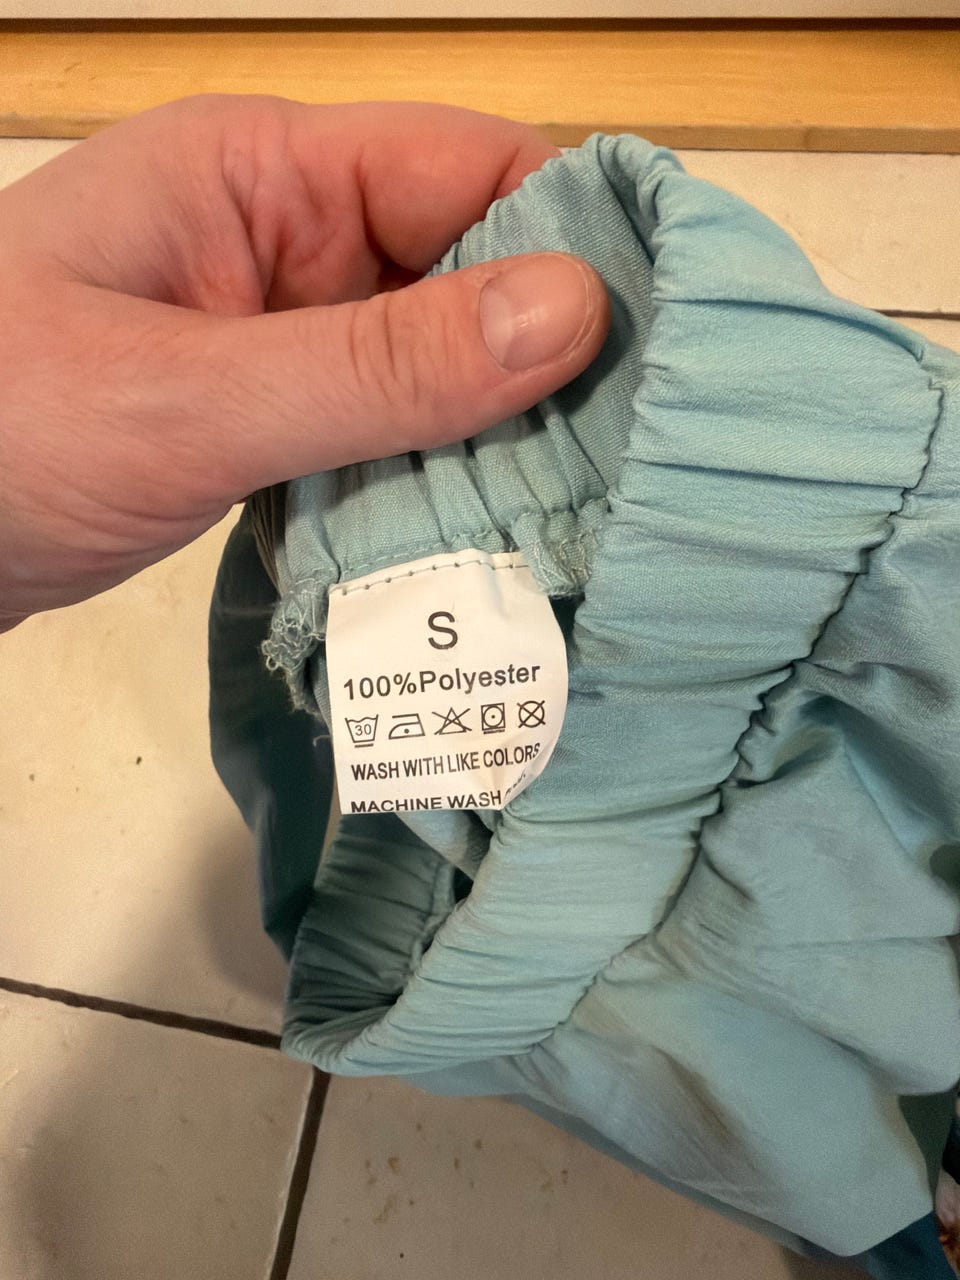 S
100%Polyester
30
WASH WITH LIKE COLORS
MACHINE WASH